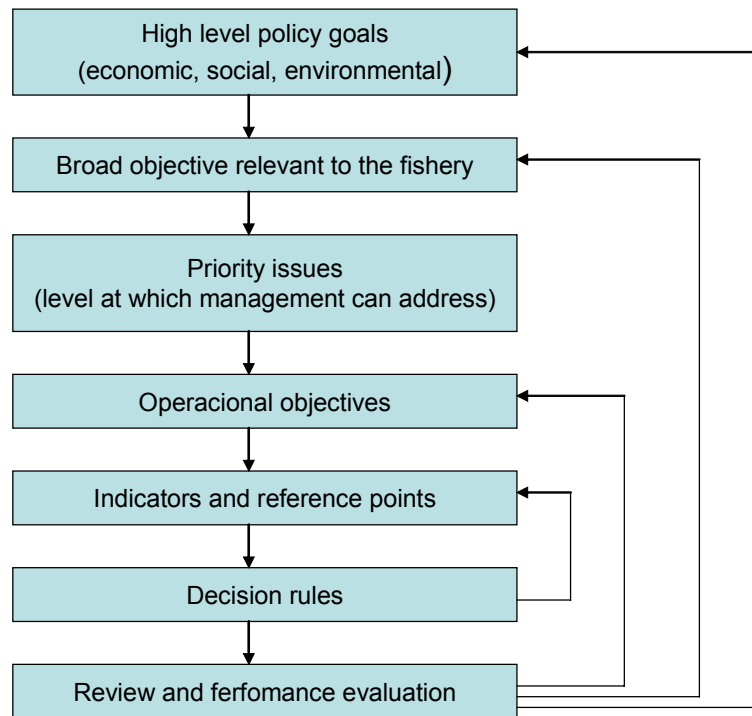 High level policy goals
(economic, social, environmental)
Broad objective relevant to the fishery
Priority issues
(level at which management can address)
Operacional objectives
Indicators and reference points
Decision rules
Review and ferfomance evaluation